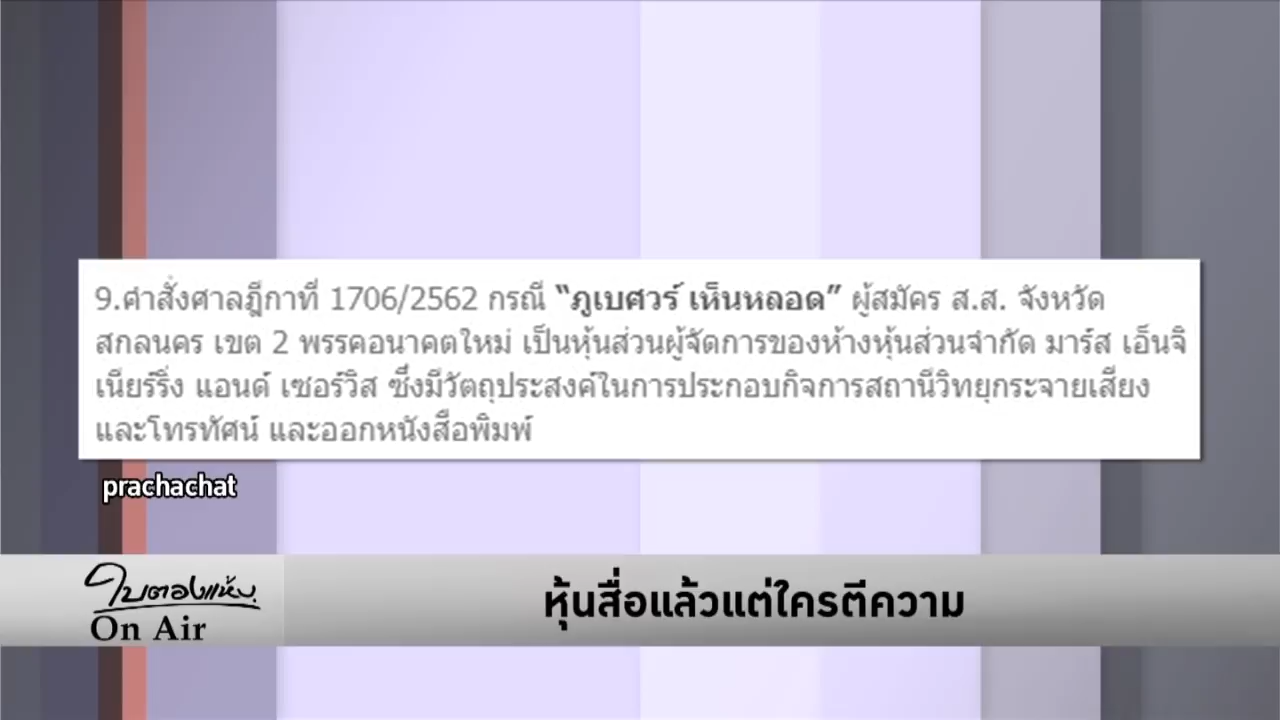 9.คำสั่งศาลฎีกาที่ 1706/2562 กรณี “ภูเบศวร์ เห็นหลอด” ผู้สมัคร ส.ส. จังหวัด
สกลนคร เขต 2 พรรคอนาคตใหม่ เป็นหุ้นส่วนผู้จัดการของห้างหุ้นส่วนจำกัด มาร์ส เอ็นจิ
เนียร์ริ่ง แอนด์ เซอร์วิส ซึ่งมีวัตถุประสงค์ในการประกอบกิจการสถานีวิทยุกระจายเสียง
และโทรทัศน์ และออกหนังสือพิมพ์
prachachat
ใบตองแห้ง
On Air
หุ้นสื่อแล้วแต่ใครตีความ